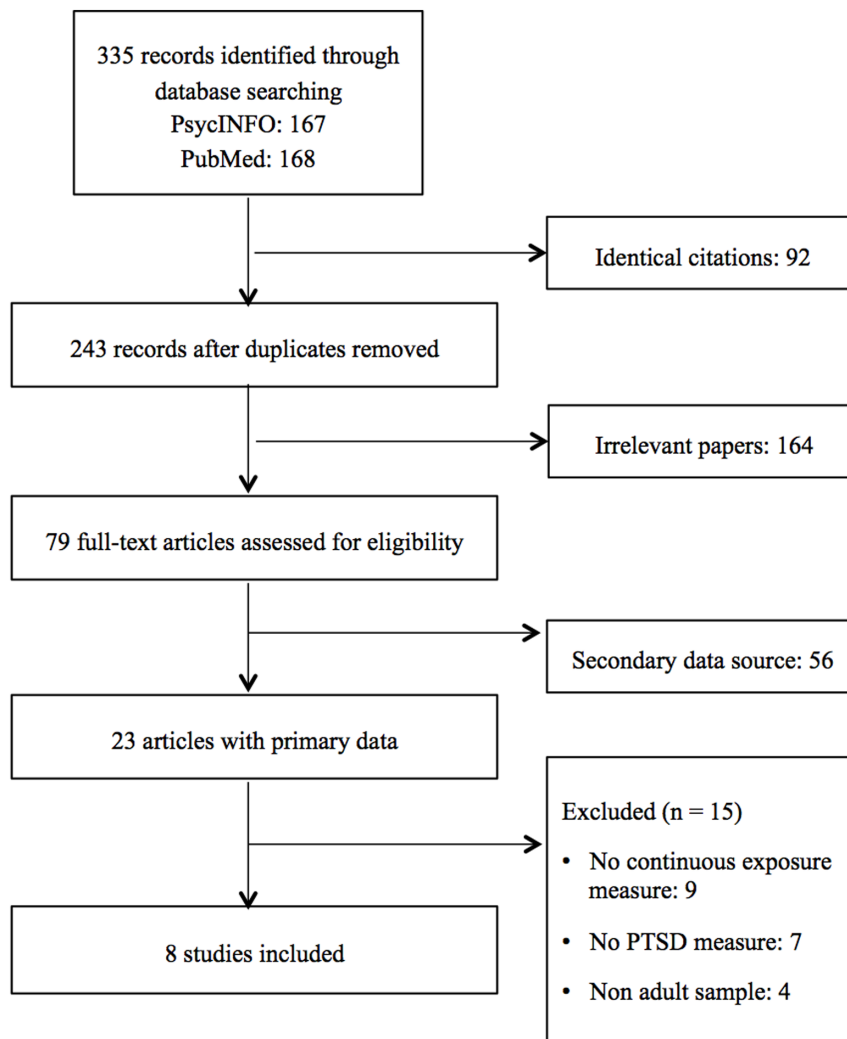 335 records identified through
database searching
PsycINFO: 167
PubMed: 168
Identical citations: 92
243 records after duplicates removed
Irrelevant papers: 164
79 full-text articles assessed for eligibility
Secondary data source: 56
23 articles with primary data
Excluded (n = 15)
• No continuous exposure
measure: 9
• No PTSD measure: 7
• Non adult sample: 4
8 studies included